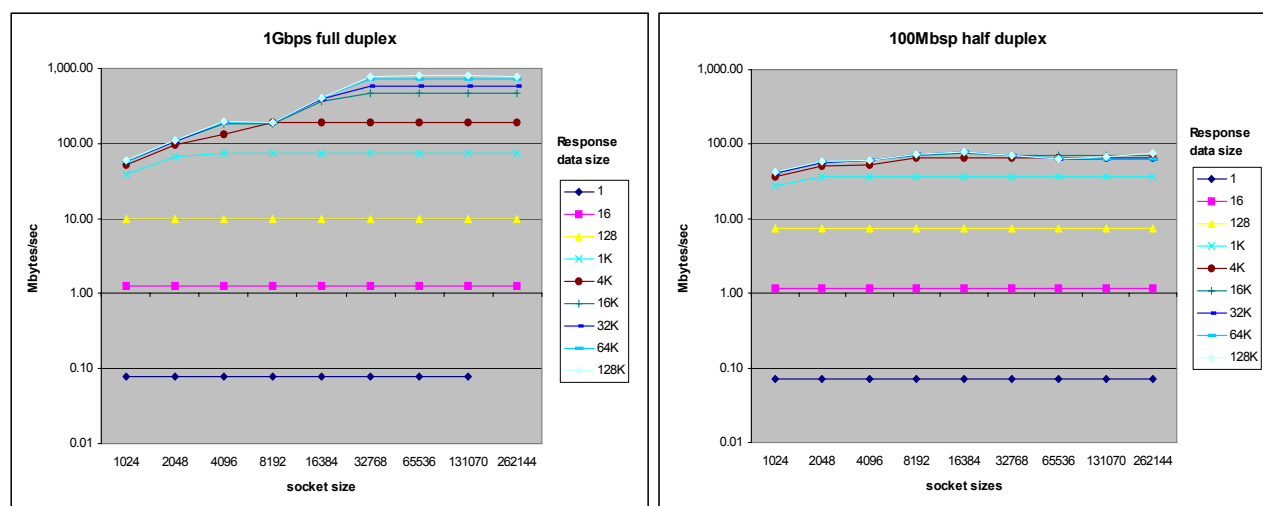 1Gbps full duplex
1,000.00
100.00
10.00
1.00
0.10
0.01
Mbytes/sec
1024 2048 4096 8192 16384 32768 65536 131070 262144
socket size
Response
data size
1
16
128
1K
4K
16K
32K
64K
128K
100Mbsp half duplex
1,000.00
100.00
10.00
1.00
0.10
0.01
Mbytes/sec
1024 2048 4096 8192 16384 32768 65536 131070 262144
socket sizes
Response
data size
1
16
128
1K
4K
16K
32K
64K
128K